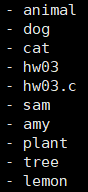 - animal
- dog
- cat
- hw03
- hw03.c
- sam
- amy
- plant
- tree
- lemon